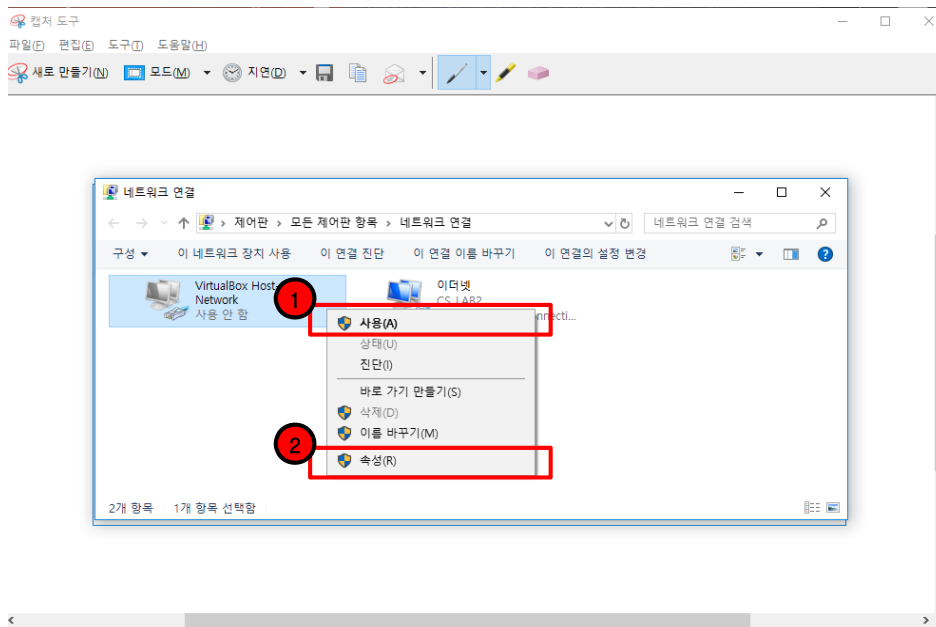 캡처 도구
파일(F) 편집(E) 도구(T) 도움말(H)
새로 만들기(N) 모드(M) 지연(D)
네트워크 연결
제어판 › 모든 제어판 항목 › 네트워크 연결
네트워크 연결 검색
구성 이 네트워크 장치 사용 이 연결 진단 이 연결 이름 바꾸기 이 연결의 설정 변경
VirtualBox Host-
Network
사용 안 함
이더넷
CS_LAB2
1
사용(A)
상태(U)
진단(I)
바로 가기 만들기(S)
삭제(D)
이름 바꾸기(M)
2
속성(R)
2개 항목 1개 항목 선택함